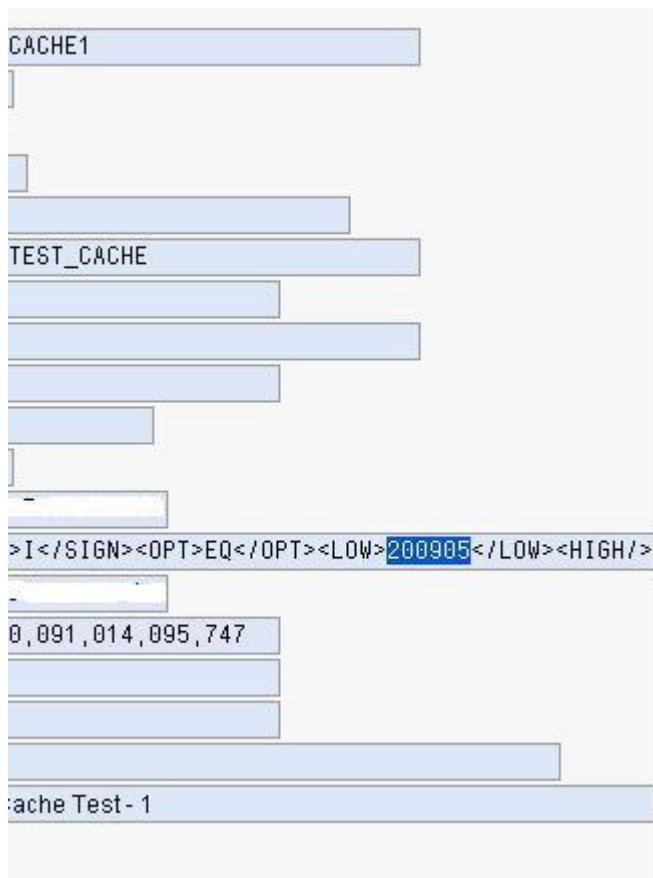 CACHE1
TEST_CACHE
>I</SIGN><OPT>EQ</OPT><LOW>200905</LOW><HIGH/>
0,091,014,095,747
ache Test - 1